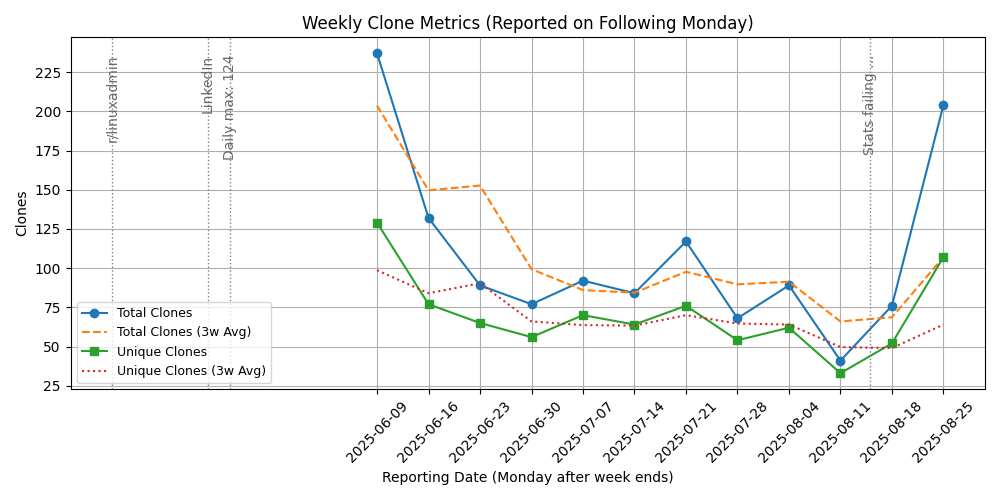 Weekly Clone Metrics (Reported on Following Monday)
r/linuxadmin
LinkedIn
Daily max: 124
Stats failing ...
Clones
225
200
175
150
125
100
75
50
25
Total Clones
Total Clones (3w Avg)
Unique Clones
Unique Clones (3w Avg)
2025-06-09
2025-06-16
2025-06-23
2025-06-30
2025-07-07
2025-07-14
2025-07-21
2025-07-28
2025-08-04
2025-08-11
2025-08-18
2025-08-25
Reporting Date (Monday after week ends)